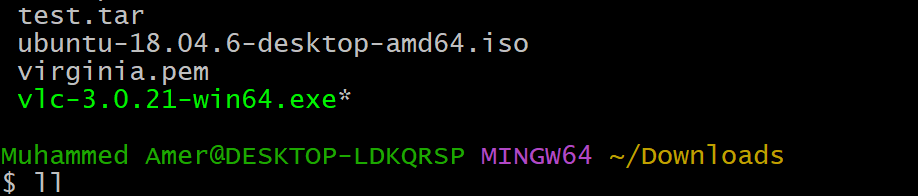 test.tar
ubuntu-18.04.6-desktop-amd64.iso
virginia.pem
vlc-3.0.21-win64.exe*
Muhammed Amer@DESKTOP-LDKQRSP MINGW64 ~/Downloads
$ ll